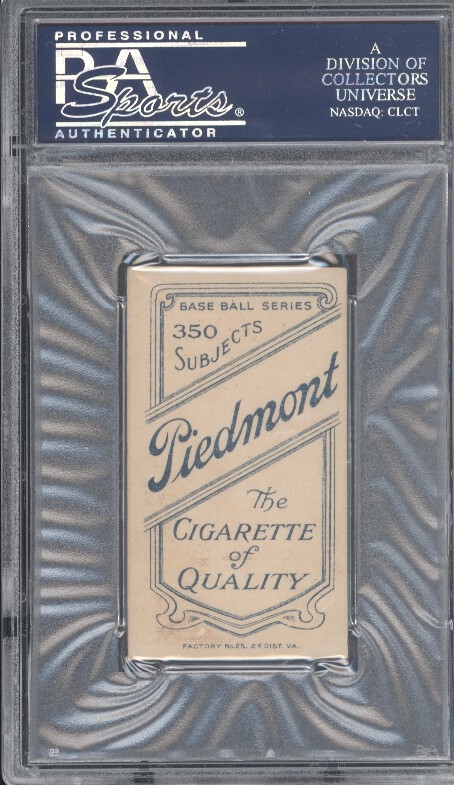 PROFESSIONAL
PSA
Sports®
AUTHENTICATOR
A
DIVISION OF
COLLECTORS
UNIVERSE
NASDAQ: CLCT
BASE BALL SERIES
350
SUBJECTS
Piedmont
The
CIGARETTE
of
QUALITY
FACTORY No. 25, 2ᴰ DIST. VA.